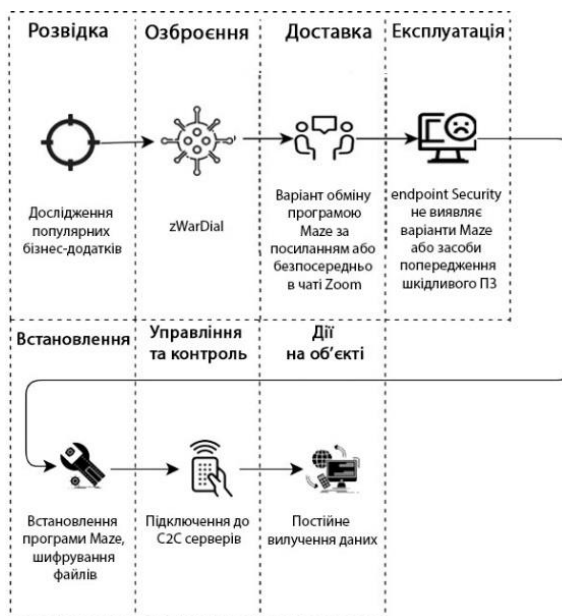 Розвідка
Озброєння
Доставка
Експлуатація
Дослідження
популярних
бізнес-додатків
zWarDial
Варіант обміну
програмою
Maze за
посиланням або
безпосередньо
в чаті Zoom
endpoint Security
не виявляє
варіанти Maze
або засоби
попередження
шкідливого ПЗ
Встановлення
Управління
та контроль
Дії
на об’єкті
Встановлення
програми Maze,
шифрування
файлів
Підключення до
C2C серверів
Постійне
вилучення даних